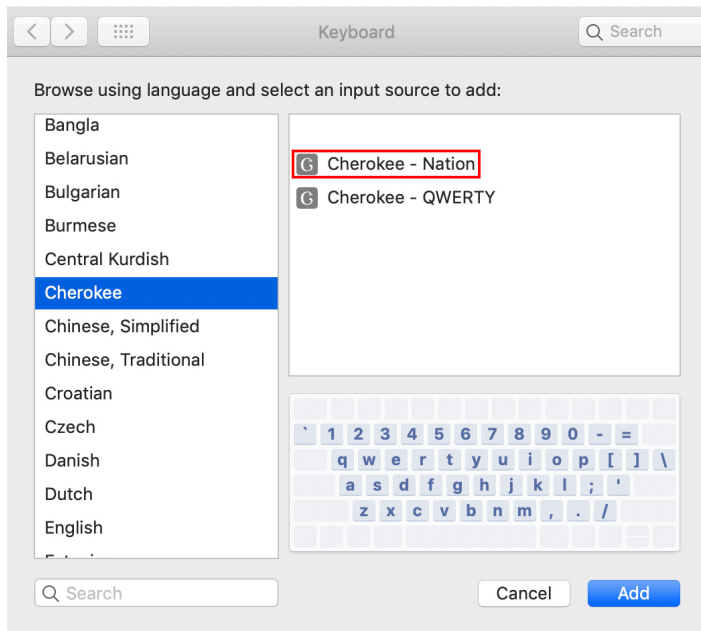 Keyboard
Search
Browse using language and select an input source to add:
Bangla
Belarusian
Bulgarian
Burmese
Central Kurdish
Cherokee
Chinese, Simplified
Chinese, Traditional
Croatian
Czech
Danish
Dutch
English
Ꮳ Cherokee - Nation
Ꮳ Cherokee - QWERTY
` 1 2 3 4 5 6 7 8 9 0 - =
q w e r t y u i o p [ ] \
a s d f g h j k l ; '
z x c v b n m , . /
Search
Cancel
Add